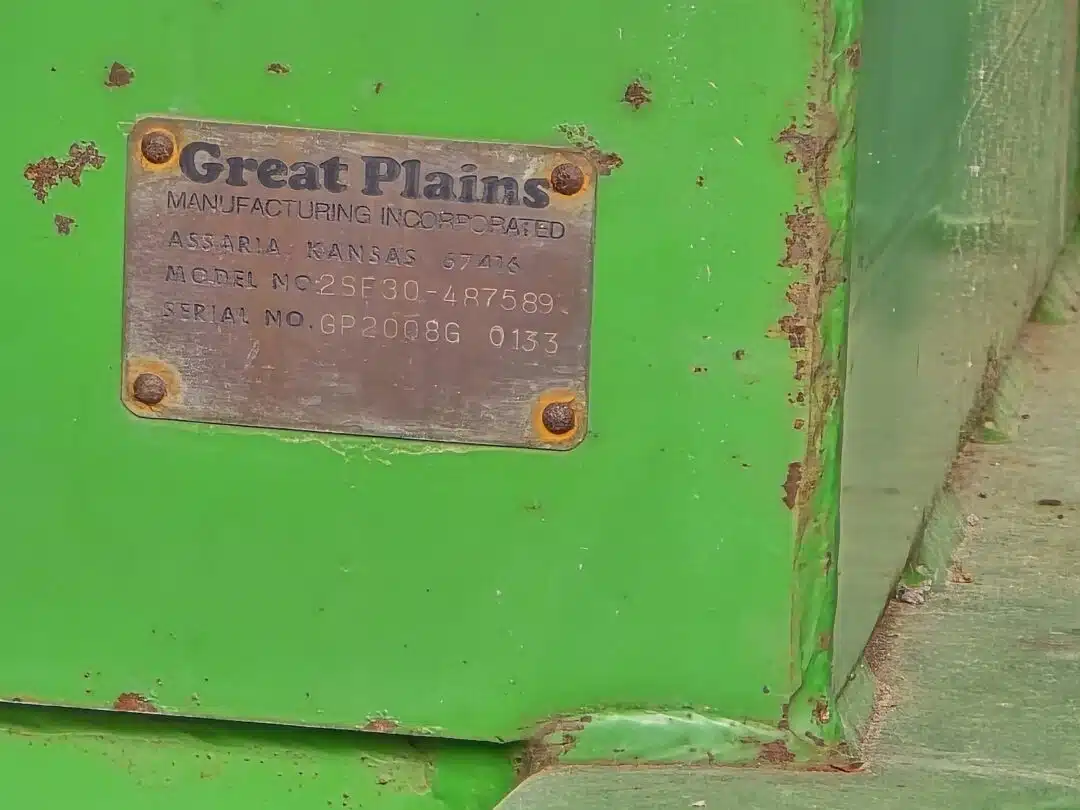 Great Plains
MANUFACTURING INCORPORATED
ASSARIA, KANSAS 67416
MODEL NO. 2SF30-487589
SERIAL NO. GP2008G 0133